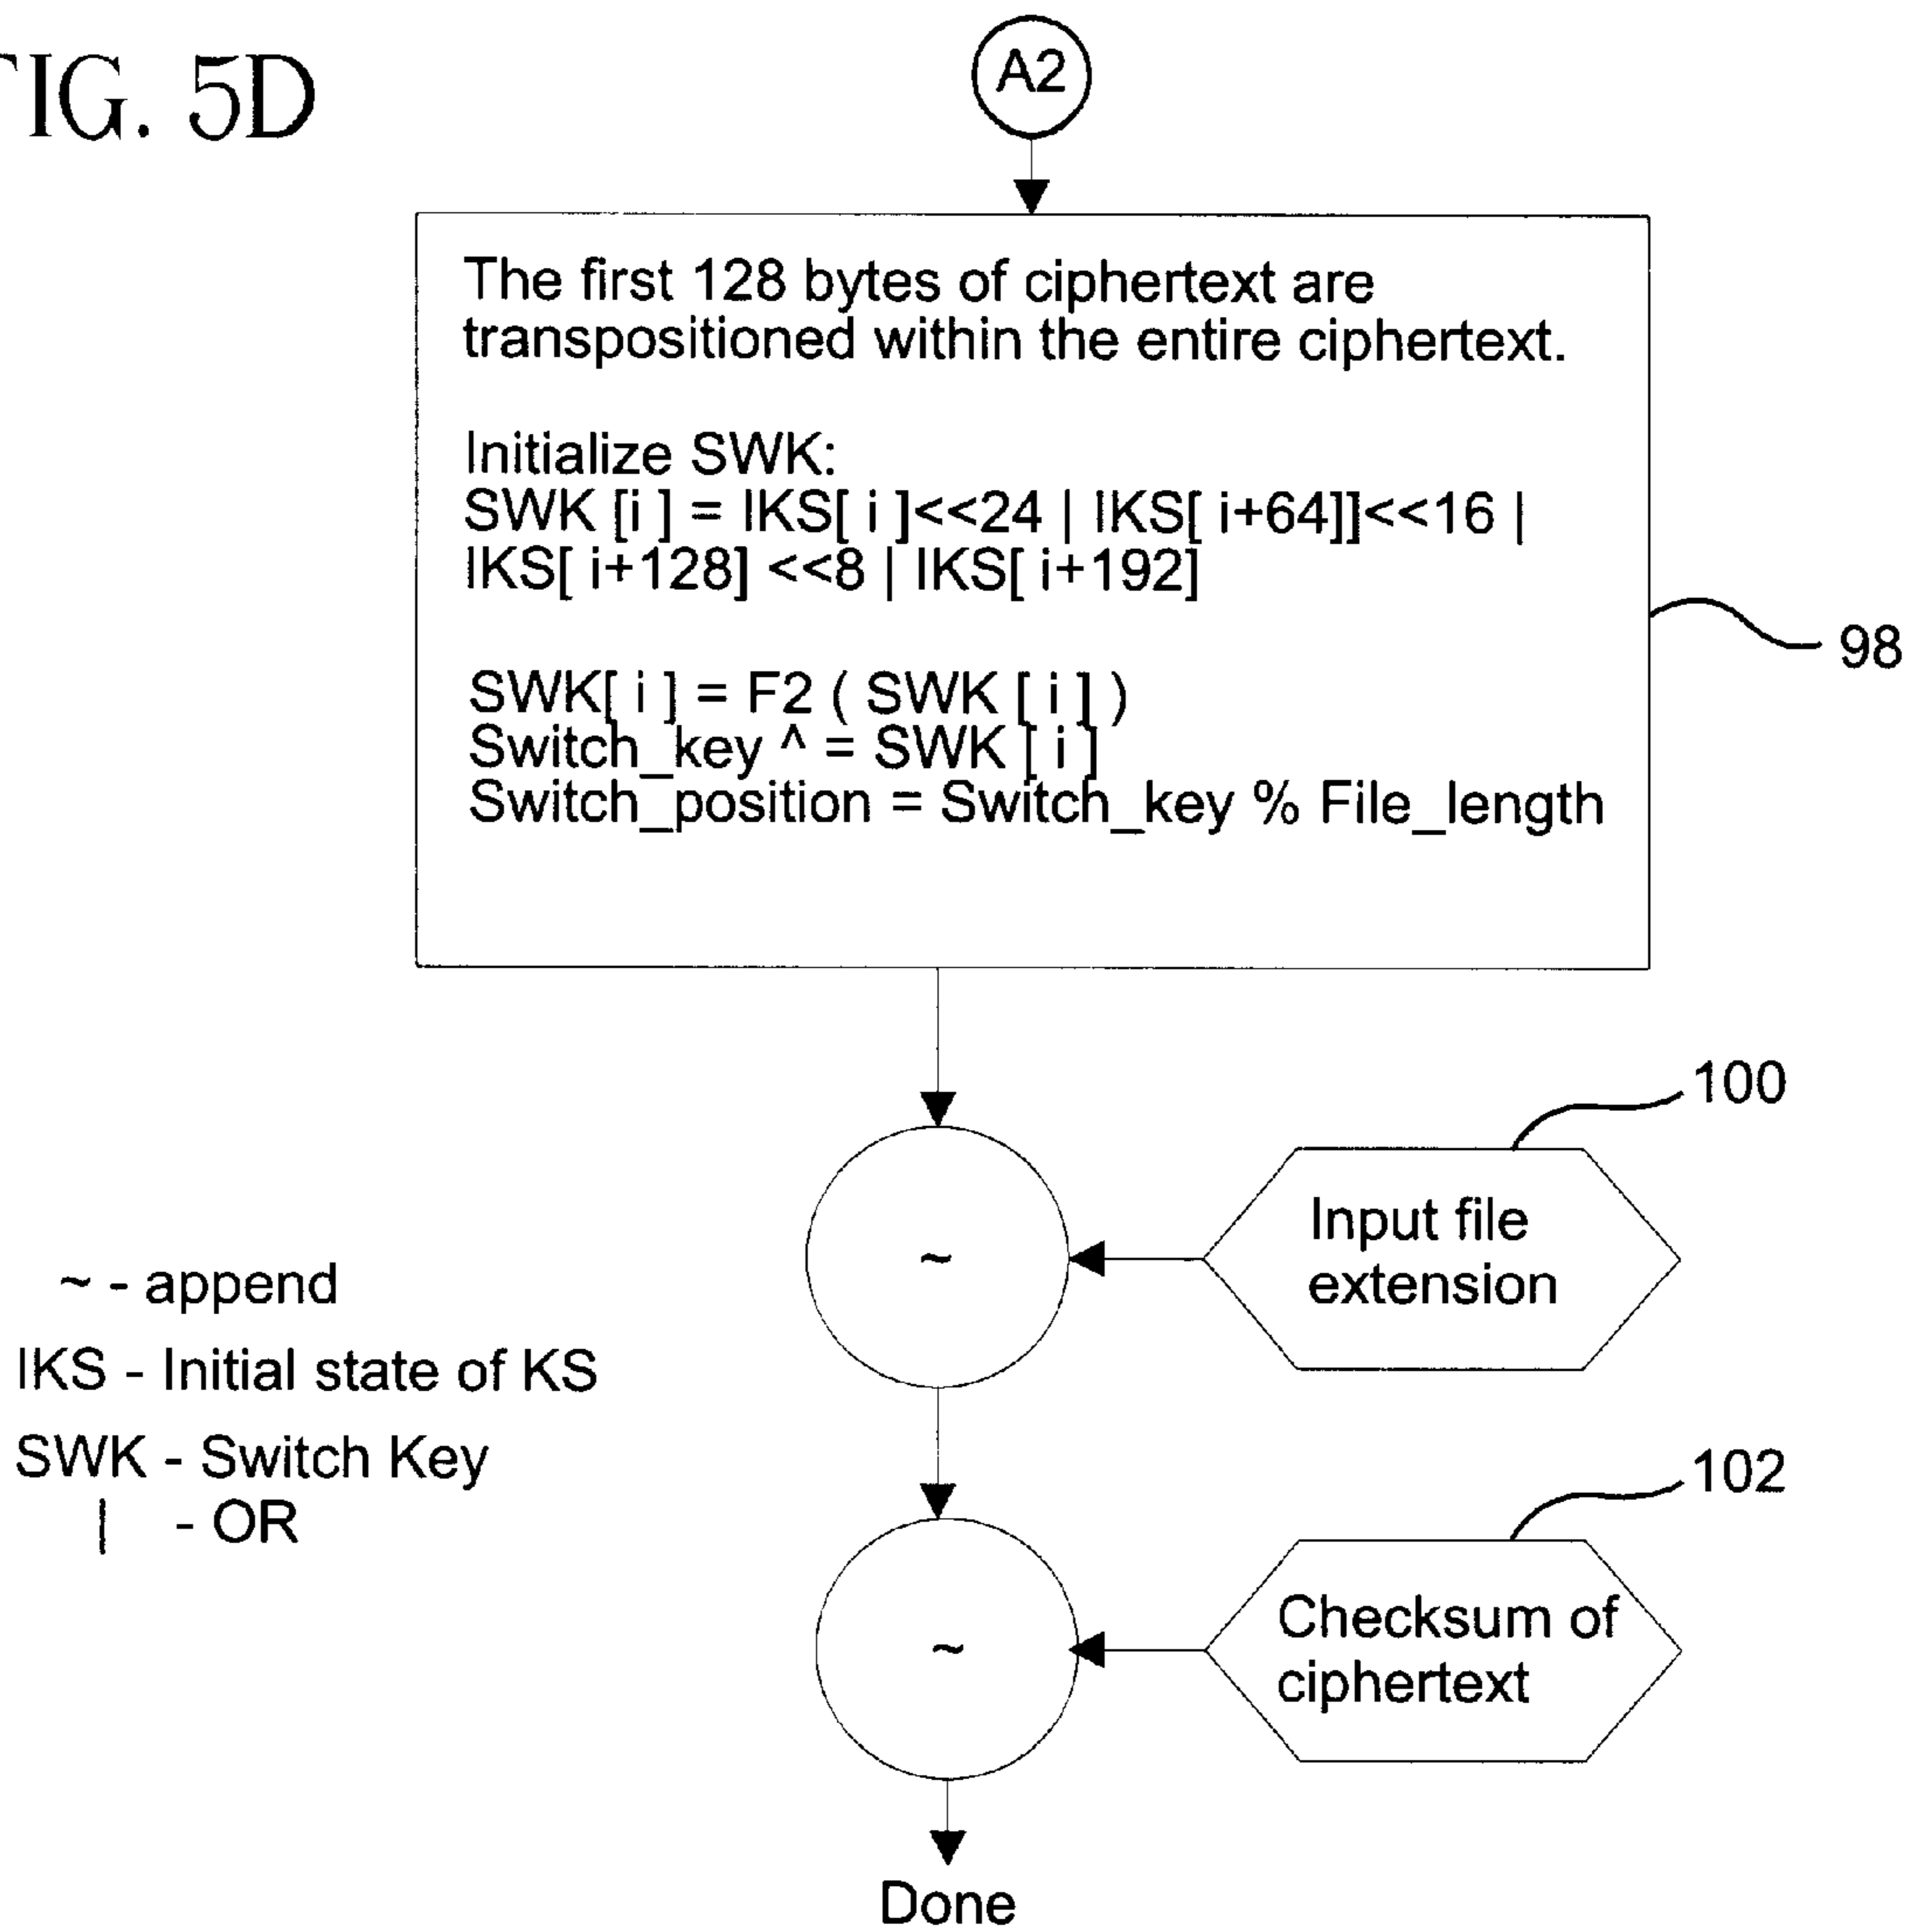 FIG. 5D
A2
The first 128 bytes of ciphertext are
transpositioned within the entire ciphertext.
Initialize SWK:
SWK [i ] = IKS[ i ]<<24 | IKS[ i+64]]<<16 |
IKS[ i+128] <<8 | IKS[ i+192]
SWK[ i ] = F2 ( SWK [ i ] )
Switch_key ^ = SWK [ i ]
Switch_position = Switch_key % File_length
98
100
~
Input file
extension
~ - append
IKS - Initial state of KS
SWK - Switch Key
| - OR
102
~
Checksum of
ciphertext
Done